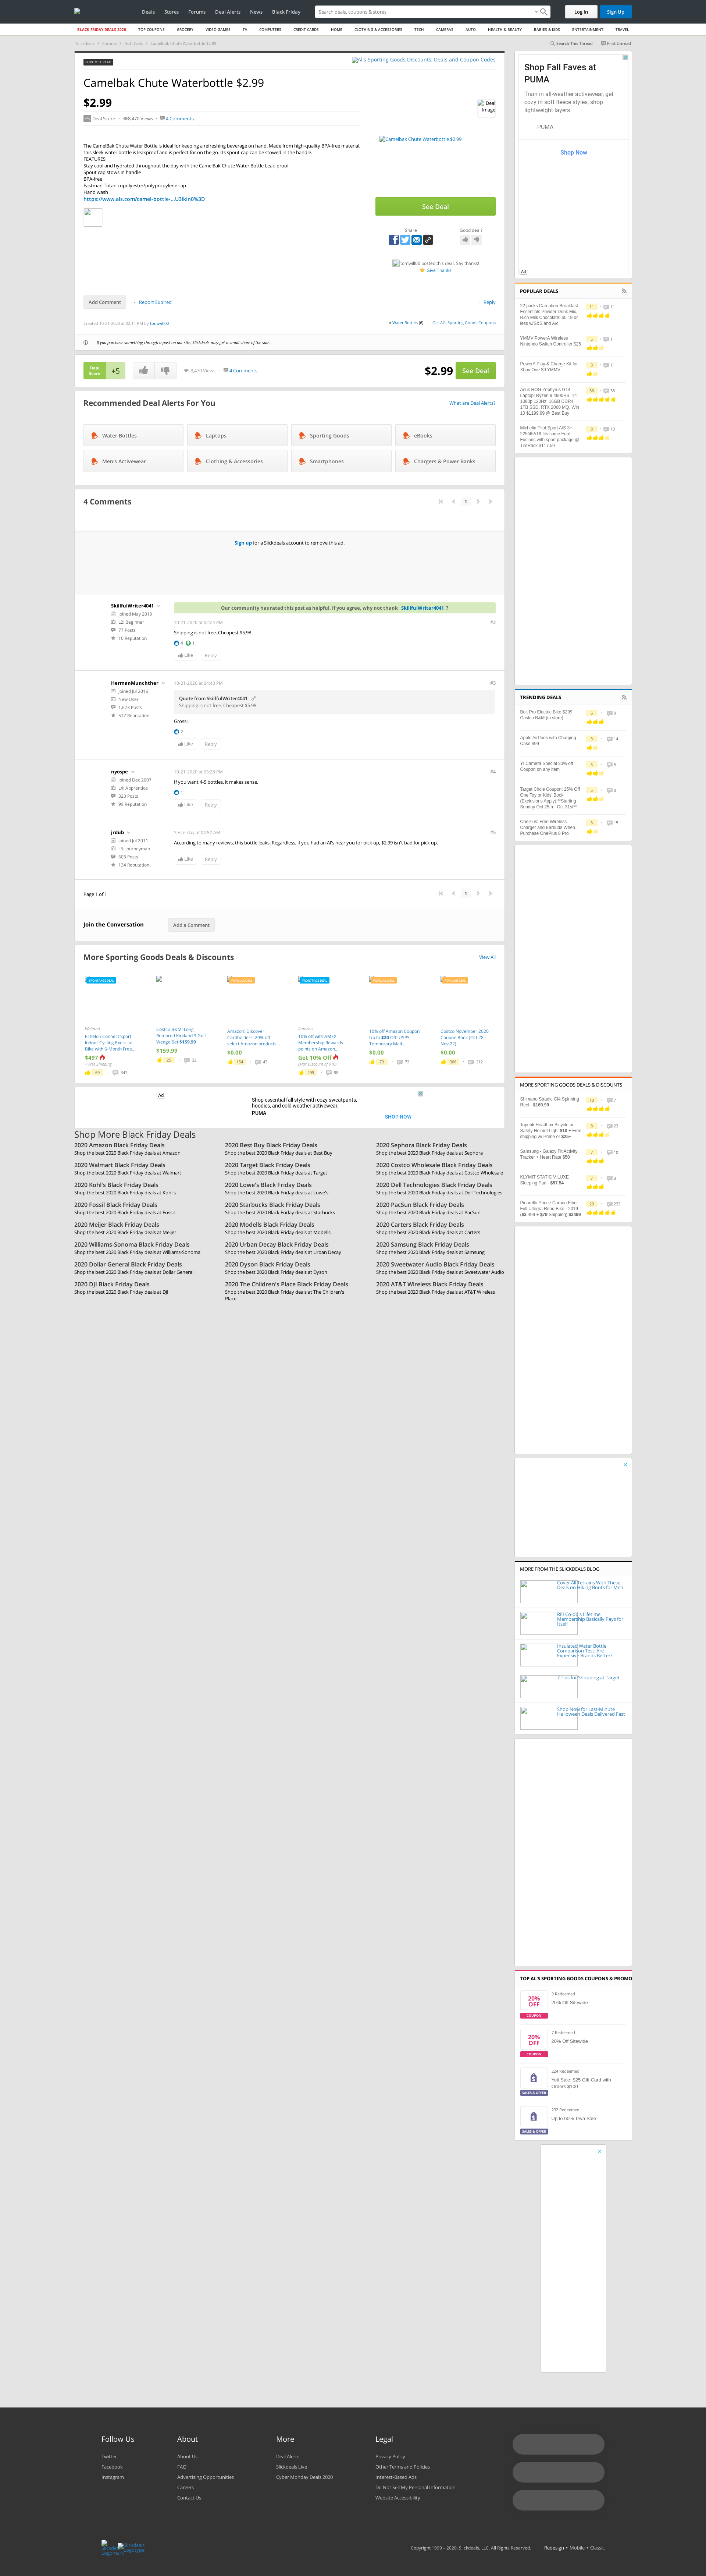 Deals Stores Forums Deal Alerts News Black Friday
Search deals, coupons & stores
Log In
Sign Up
BLACK FRIDAY DEALS 2020 TOP COUPONS GROCERY VIDEO GAMES TV COMPUTERS CREDIT CARDS HOME CLOTHING & ACCESSORIES TECH CAMERAS AUTO HEALTH & BEAUTY BABIES & KIDS ENTERTAINMENT TRAVEL
Slickdeals > Forums > Hot Deals > Camelbak Chute Waterbottle $2.99
Search This Thread
Print Unread
FORUM THREAD
Al's Sporting Goods Discounts, Deals and Coupon Codes
Camelbak Chute Waterbottle $2.99
$2.99
+5 Deal Score
8,470 Views
4 Comments
Deal Image
The CamelBak Chute Water Bottle is ideal for keeping a refreshing beverage on hand. Made from high-quality BPA-free material,
this sleek water bottle is leakproof and is perfect for the on the go. Its spout cap can be stowed in the handle.
FEATURES
Stay cool and hydrated throughout the day with the CamelBak Chute Water Bottle Leak-proof
Spout cap stows in handle
BPA-free
Eastman Tritan copolyester/polypropylene cap
Hand wash
Camelbak Chute Waterbottle $2.99
See Deal
Share
Good deal?
posted this deal. Say thanks!
Give Thanks
Add Comment
Report Expired
Reply
Water Bottles (6)
Get Al's Sporting Goods Coupons
If you purchase something through a post on our site, Slickdeals may get a small share of the sale.
Deal Score
+5
8,470 Views
4 Comments
$2.99
See Deal
Recommended Deal Alerts For You
What are Deal Alerts?
Water Bottles
Laptops
Sporting Goods
eBooks
Men's Activewear
Clothing & Accessories
Smartphones
Chargers & Power Banks
4 Comments
1
Sign up for a Slickdeals account to remove this ad.
SkillfulWriter4041
Joined May 2019
L2: Beginner
77 Posts
10 Reputation
Our community has rated this post as helpful. If you agree, why not thank SkillfulWriter4041 ?
10-21-2020 at 02:24 PM
#2
Shipping is not free. Cheapest $5.98
4 1
Like
Reply
HermanMunchther
Joined Jul 2016
New User
1,673 Posts
517 Reputation
10-21-2020 at 04:43 PM
#3
Quote from SkillfulWriter4041
Shipping is not free. Cheapest $5.98
Gross
2
Like
Reply
nyospe
Joined Dec 2007
L4: Apprentice
323 Posts
99 Reputation
10-21-2020 at 05:28 PM
#4
If you want 4-5 bottles, it makes sense.
1
Like
Reply
jrdub
Joined Jul 2011
L5: Journeyman
603 Posts
134 Reputation
Yesterday at 04:57 AM
#5
According to many reviews, this bottle leaks. Regardless, if you had an Al's near you for pick up, $2.99 isn't bad for pick up.
Like
Reply
Page 1 of 1
1
Join the Conversation
Add a Comment
More Sporting Goods Deals & Discounts
View All
FRONTPAGE DEAL
Walmart
Echelon Connect Sport
Indoor Cycling Exercise
Bike with 6-Month Free...
$497
+ Free Shipping
69 347
Costco B&M: Long
Rumored Kirkland 3 Golf
Wedge Set $159.99
$159.99
25 32
Amazon: Discover
Cardholders: 20% off
select Amazon products...
$0.00
154 43
FRONTPAGE DEAL
Amazon
10% off with AMEX
Membership Rewards
points on Amazon...
Get 10% Off
(Max Discount of $10)
299 98
10% off Amazon Coupon
Up to $20 Off: USPS
Temporary Mail...
$0.00
79 72
Costco November 2020
Coupon Book (Oct 28 -
Nov 22)
$0.00
306 212
Ad
Shop essential fall style with cozy sweatpants,
hoodies, and cold weather activewear.
PUMA
SHOP NOW
Shop More Black Friday Deals
2020 Amazon Black Friday Deals
Shop the best 2020 Black Friday deals at Amazon
2020 Best Buy Black Friday Deals
Shop the best 2020 Black Friday deals at Best Buy
2020 Sephora Black Friday Deals
Shop the best 2020 Black Friday deals at Sephora
2020 Walmart Black Friday Deals
Shop the best 2020 Black Friday deals at Walmart
2020 Target Black Friday Deals
Shop the best 2020 Black Friday deals at Target
2020 Costco Wholesale Black Friday Deals
Shop the best 2020 Black Friday deals at Costco Wholesale
2020 Kohl's Black Friday Deals
Shop the best 2020 Black Friday deals at Kohl's
2020 Lowe's Black Friday Deals
Shop the best 2020 Black Friday deals at Lowe's
2020 Dell Technologies Black Friday Deals
Shop the best 2020 Black Friday deals at Dell Technologies
2020 Fossil Black Friday Deals
Shop the best 2020 Black Friday deals at Fossil
2020 Starbucks Black Friday Deals
Shop the best 2020 Black Friday deals at Starbucks
2020 PacSun Black Friday Deals
Shop the best 2020 Black Friday deals at PacSun
2020 Meijer Black Friday Deals
Shop the best 2020 Black Friday deals at Meijer
2020 Modells Black Friday Deals
Shop the best 2020 Black Friday deals at Modells
2020 Carters Black Friday Deals
Shop the best 2020 Black Friday deals at Carters
2020 Williams-Sonoma Black Friday Deals
Shop the best 2020 Black Friday deals at Williams-Sonoma
2020 Urban Decay Black Friday Deals
Shop the best 2020 Black Friday deals at Urban Decay
2020 Samsung Black Friday Deals
Shop the best 2020 Black Friday deals at Samsung
2020 Dollar General Black Friday Deals
Shop the best 2020 Black Friday deals at Dollar General
2020 Dyson Black Friday Deals
Shop the best 2020 Black Friday deals at Dyson
2020 Sweetwater Audio Black Friday Deals
Shop the best 2020 Black Friday deals at Sweetwater Audio
2020 DJI Black Friday Deals
Shop the best 2020 Black Friday deals at DJI
2020 The Children's Place Black Friday Deals
Shop the best 2020 Black Friday deals at The Children's
Place
2020 AT&T Wireless Black Friday Deals
Shop the best 2020 Black Friday deals at AT&T Wireless
Shop Fall Faves at
PUMA
Train in all-weather activewear, get
cozy in soft fleece styles, shop
lightweight layers
PUMA
Shop Now
Ad
POPULAR DEALS
22 packs Carnation Breakfast
Essentials Powder Drink Mix,
Rich Milk Chocolate: $5.19 or
less w/S&S and A/c
11 11
YMMV PowerA Wireless
Nintendo Switch Controller $25
5 1
PowerA Play & Charge Kit for
Xbox One $9 YMMV
3 11
Asus ROG Zephyrus G14
Laptop: Ryzen 9 4900HS, 14"
1080p 120Hz, 16GB DDR4,
1TB SSD, RTX 2060 MQ, Win
10 $1199.99 @ Best Buy
36 38
Michelin Pilot Sport A/S 3+
225/45/r18 fits some Ford
Fusions with sport package @
TireRack $117.59
8 10
TRENDING DEALS
Bolt Pro Electric Bike $299
Costco B&M (in store)
6 9
Apple AirPods with Charging
Case $99
3 14
YI Camera Special 30% off
Coupon on any item
6 5
Target Circle Coupon: 25% Off
One Toy or Kids' Book
(Exclusions Apply) **Starting
Sunday Oct 25th - Oct 31st**
5 6
OnePlus: Free Wireless
Charger and Earbuds When
Purchase OnePlus 8 Pro
3 15
MORE SPORTING GOODS DEALS & DISCOUNTS
Shimano Stradic CI4 Spinning
Reel - $169.99
10 7
Topeak HeadLux Bicycle or
Safety Helmet Light $10 + Free
shipping w/ Prime or $25+
8 23
Samsung - Galaxy Fit Activity
Tracker + Heart Rate $50
7 10
KLYMIT STATIC V LUXE
Sleeping Pad - $57.54
7 3
Pinarello Prince Carbon Fiber
Full Ultegra Road Bike - 2019
($3,499 + $79 Shipping) $3499
20 223
MORE FROM THE SLICKDEALS BLOG
Cover All Terrains With These
Deals on Hiking Boots for Men
REI Co-op's Lifetime
Membership Basically Pays for
Itself
Insulated Water Bottle
Comparison Test: Are
Expensive Brands Better?
7 Tips for Shopping at Target
Shop Now for Last-Minute
Halloween Deals Delivered Fast
TOP AL'S SPORTING GOODS COUPONS & PROMO
20% OFF
COUPON
9 Redeemed
20% Off Sitewide
20% OFF
COUPON
7 Redeemed
20% Off Sitewide
SALES & OFFER
224 Redeemed
Yeti Sale: $25 Gift Card with
Orders $100
SALES & OFFER
232 Redeemed
Up to 60% Teva Sale
Follow Us
Twitter
Facebook
Instagram
About
About Us
FAQ
Advertising Opportunities
Careers
Contact Us
More
Deal Alerts
Slickdeals Live
Cyber Monday Deals 2020
Legal
Privacy Policy
Other Terms and Policies
Interest-Based Ads
Do Not Sell My Personal Information
Website Accessibility
Copyright 1999 - 2020. Slickdeals, LLC. All Rights Reserved.
Redesign • Mobile • Classic